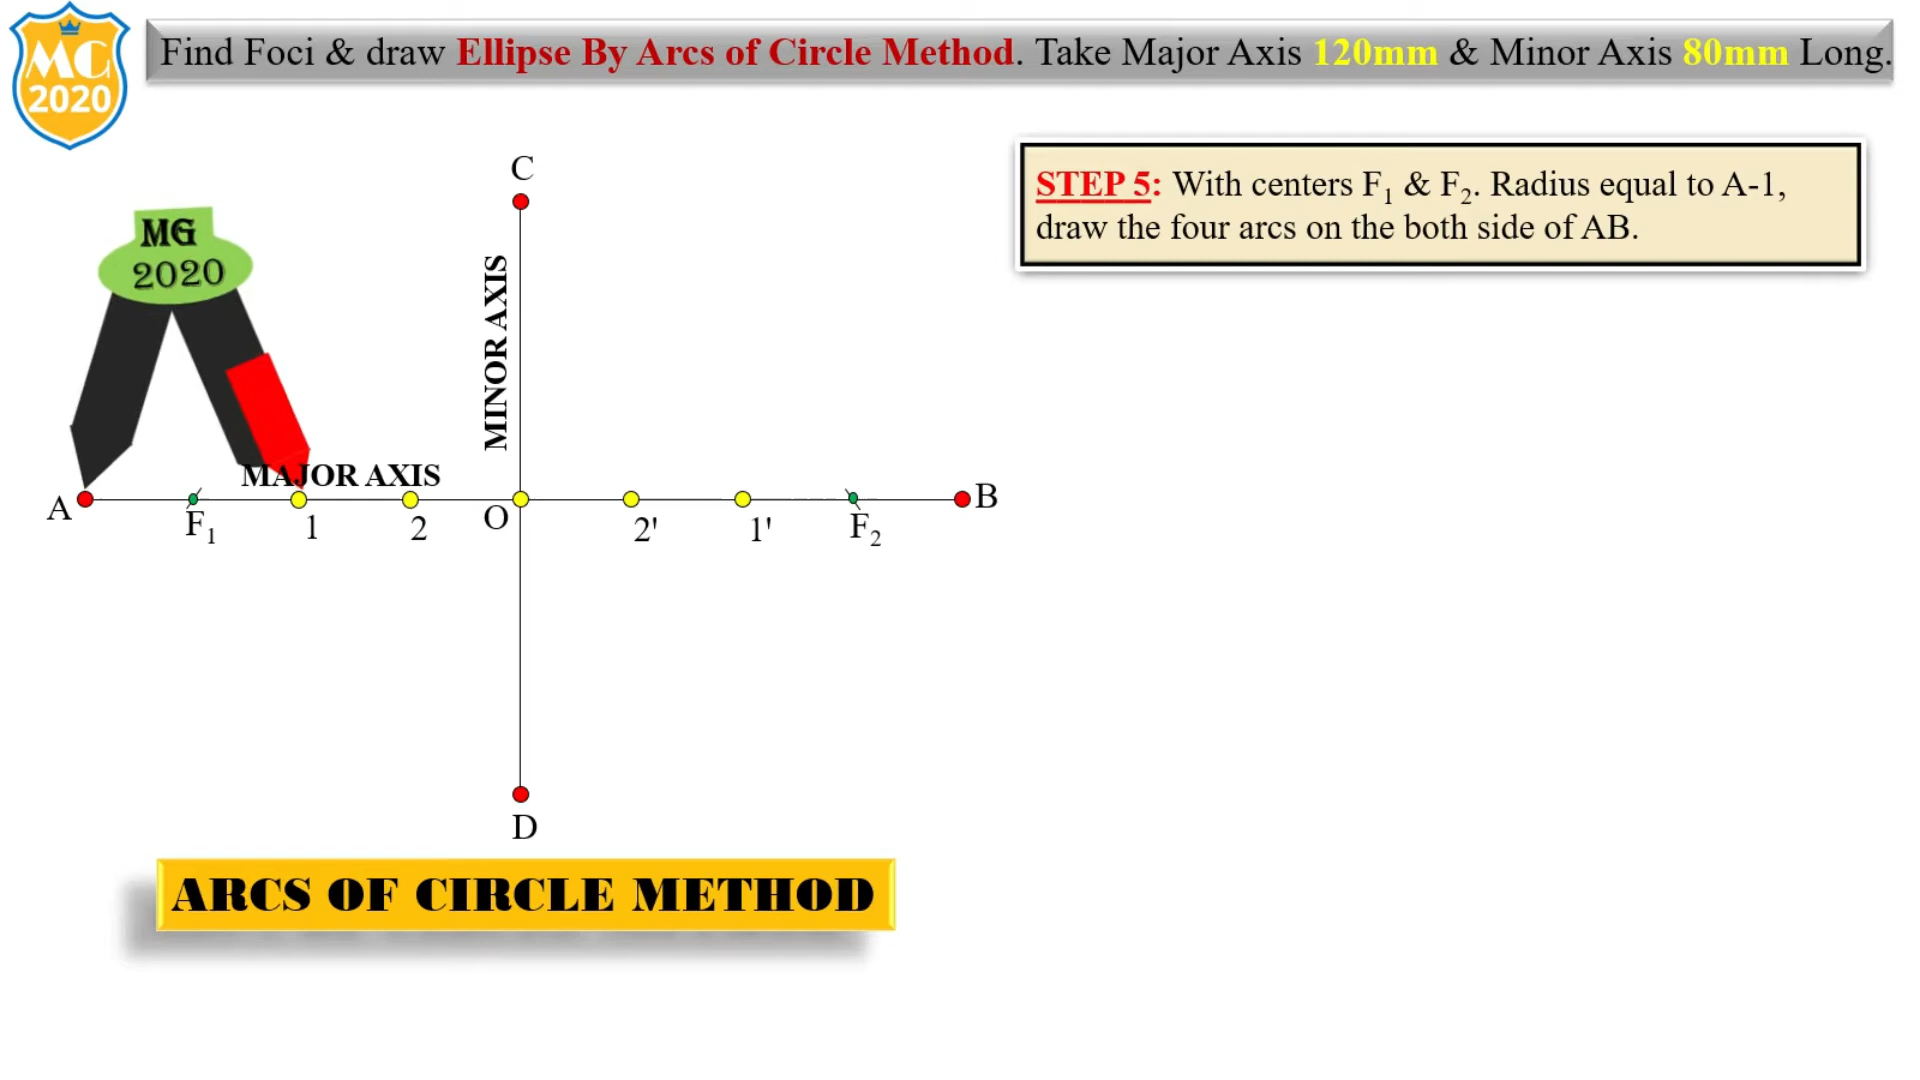 MG
2020
Find Foci & draw Ellipse By Arcs of Circle Method. Take Major Axis 120mm & Minor Axis 80mm Long.
STEP 5: With centers F₁ & F₂. Radius equal to A-1,
draw the four arcs on the both side of AB.
C
MG
2020
MINOR AXIS
MAJOR AXIS
A
F₁
1
2
O
2'
1'
F₂
B
D
ARCS OF CIRCLE METHOD